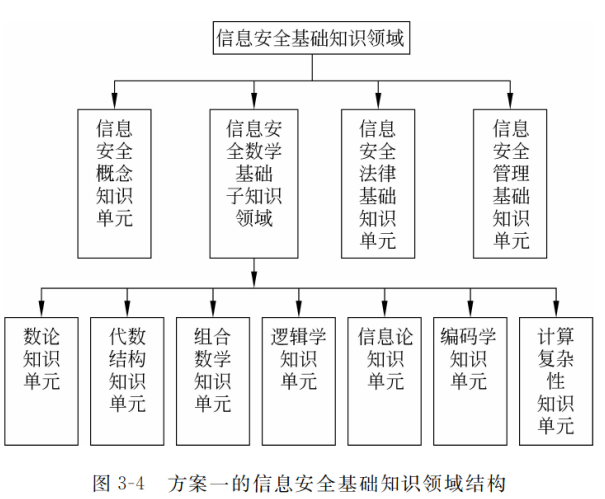 信息安全基础知识领域
信息
安全
概念
知识
单元
信息安
全数学
基础
子知识
领域
信息
安全
法律
基础
知识
单元
信息
安全
管理
基础
知识
单元
数论
知识
单元
代数
结构
知识
单元
组合
数学
知识
单元
逻辑学
知识
单元
信息论
知识
单元
编码学
知识
单元
计算
复杂
性
知识
单元
图 3-4 方案一的信息安全基础知识领域结构